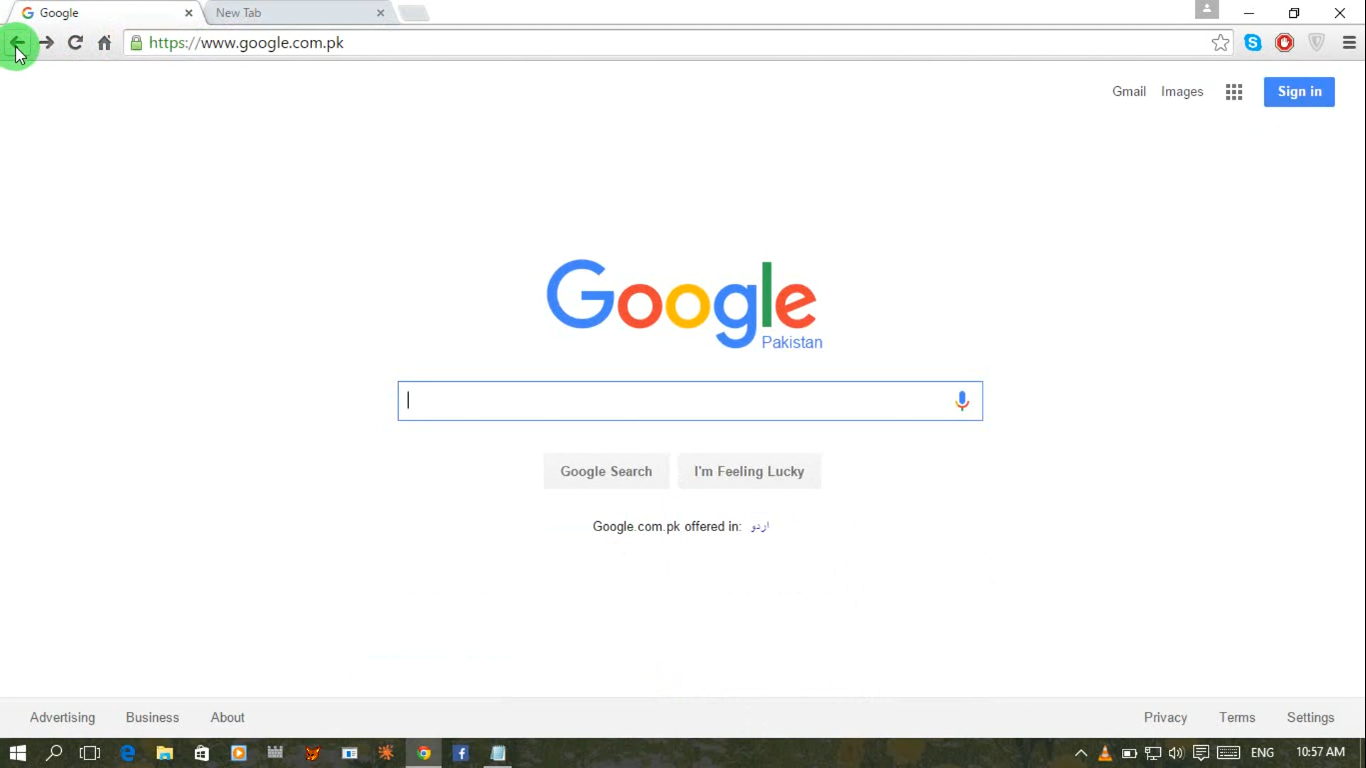 Google
New Tab
https://www.google.com.pk
Gmail Images Sign in
Google
Pakistan
Google Search I'm Feeling Lucky
Google.com.pk offered in: اردو
Advertising Business About Privacy Terms Settings
ENG 10:57 AM